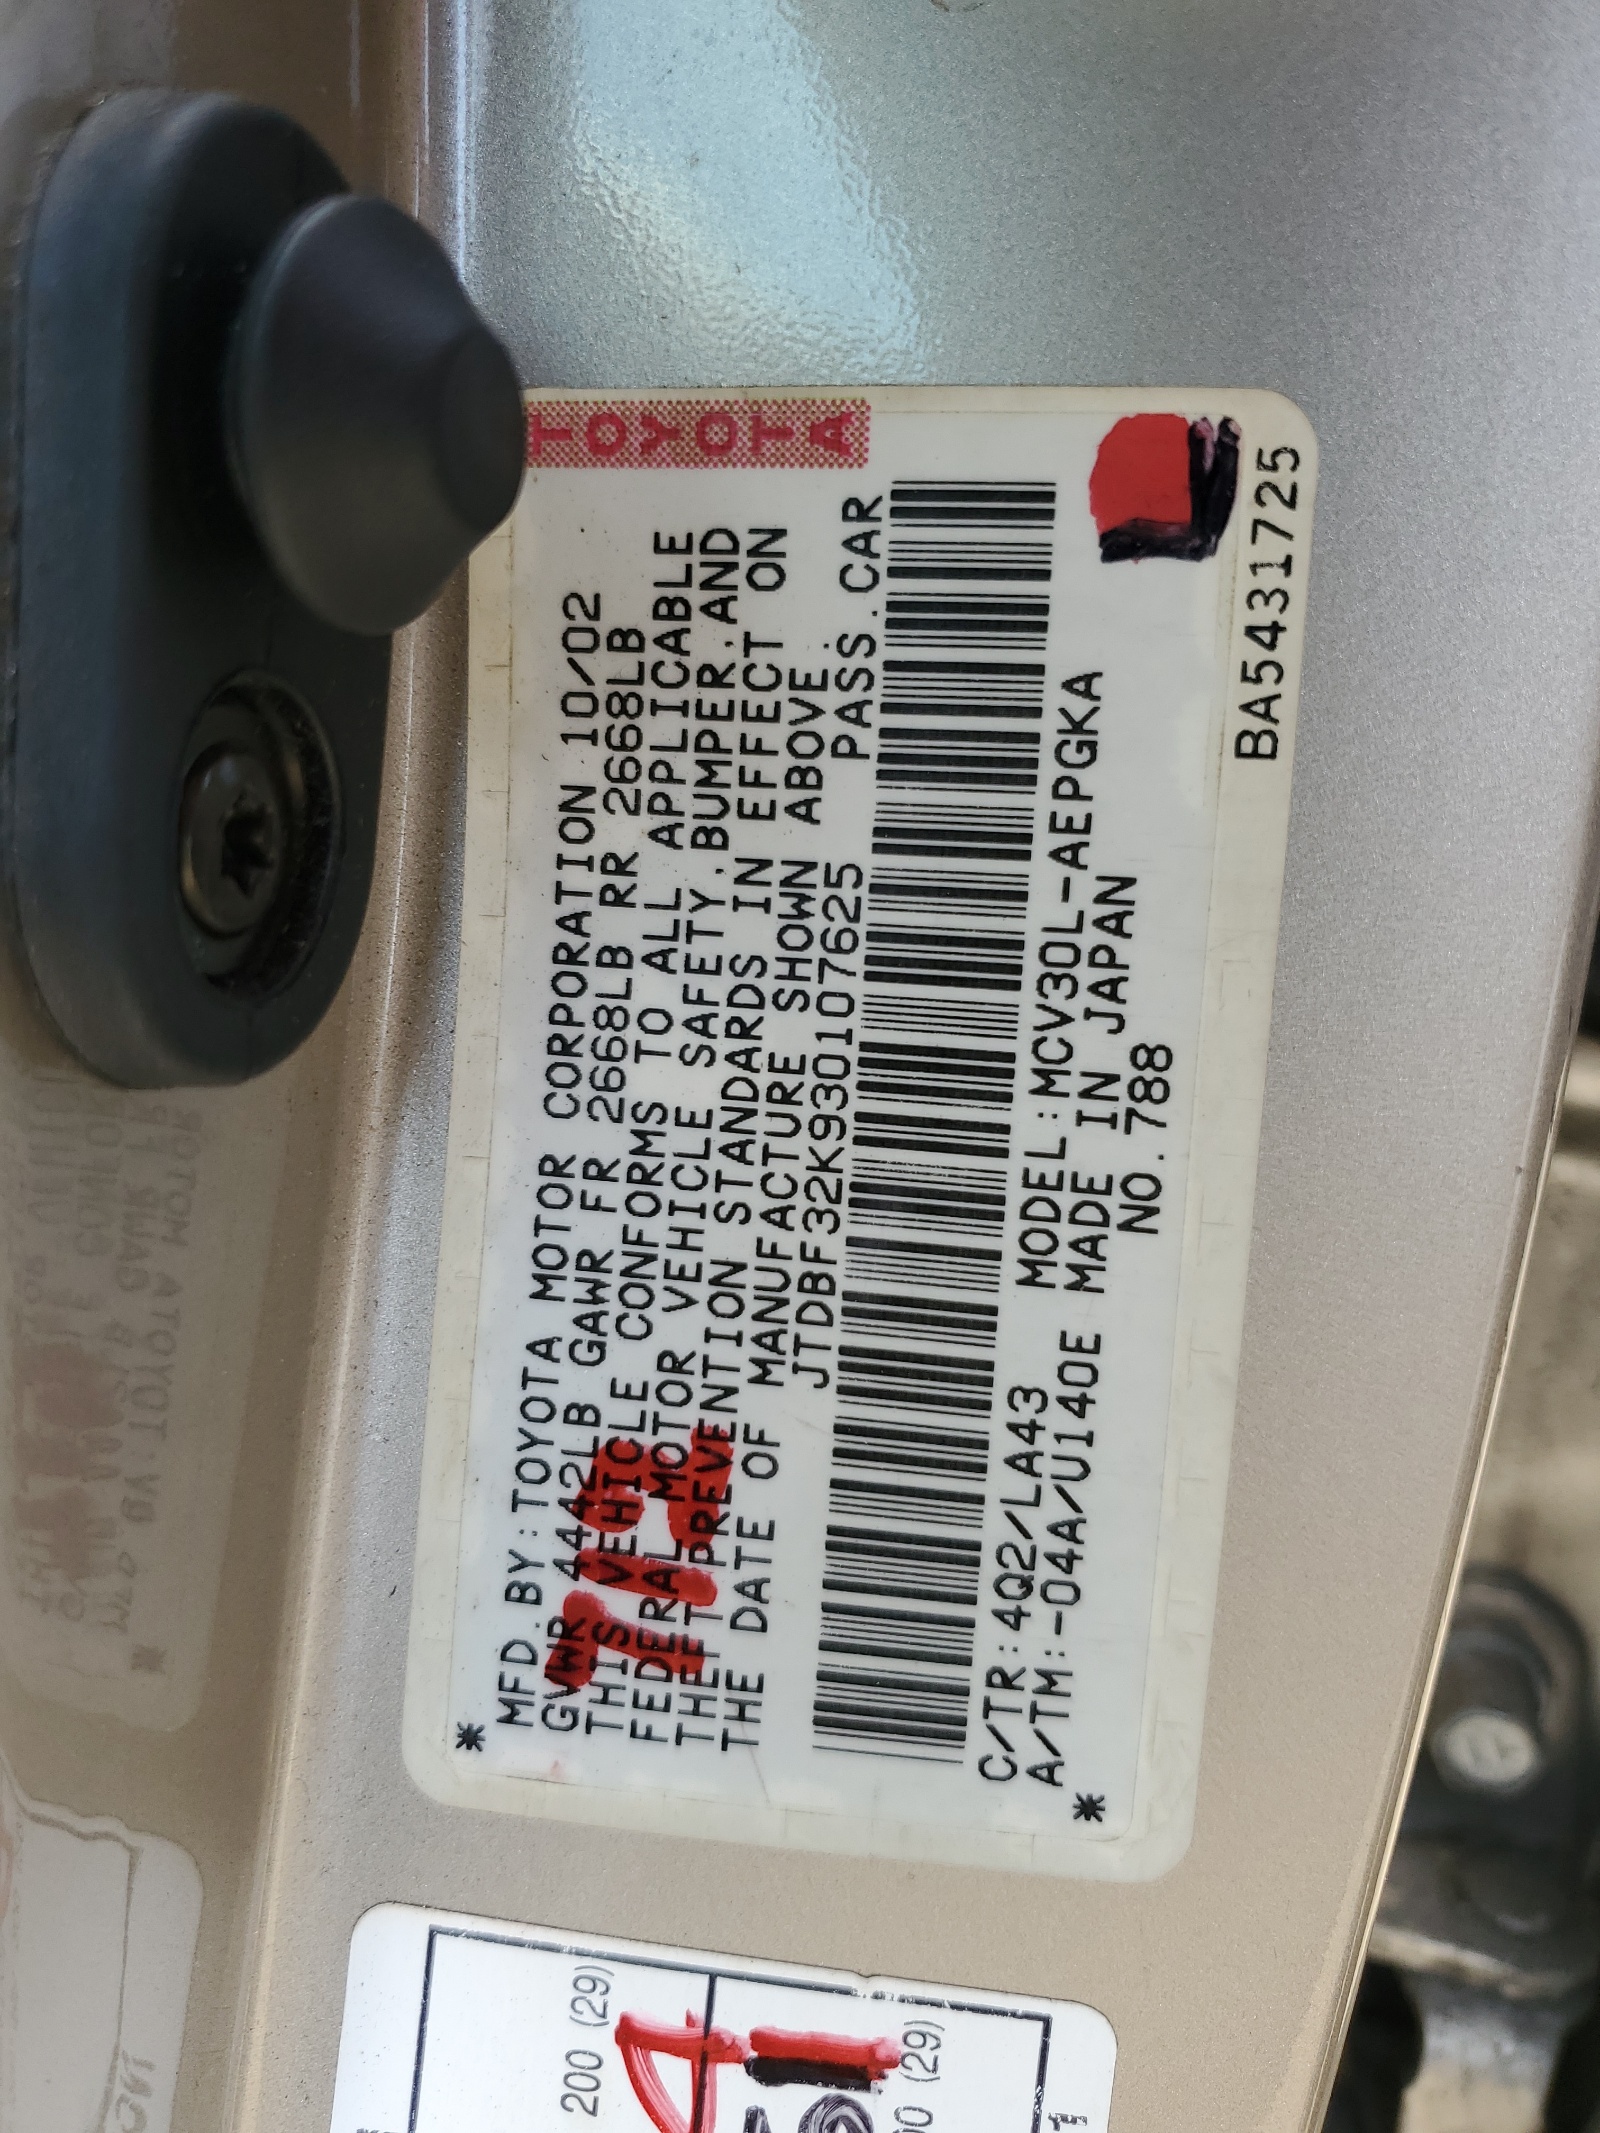 TOYOTA
*
MFD.BY:TOYOTA MOTOR CORPORATION 10/02
GVWR 4442LB GAWR FR 2668LB RR 2668LB
THIS VEHICLE CONFORMS TO ALL APPLICABLE
FEDERAL MOTOR VEHICLE SAFETY,BUMPER,AND
THEFT PREVENTION STANDARDS IN EFFECT ON
THE DATE OF MANUFACTURE SHOWN ABOVE.
JTDBF32K930107625 PASS.CAR
C/TR:4Q2/LA43 MODEL:MCV30L-AEPGKA
A/TM:-04A/U140E MADE IN JAPAN
* NO.788
BA5431725
200 (29)
(29)